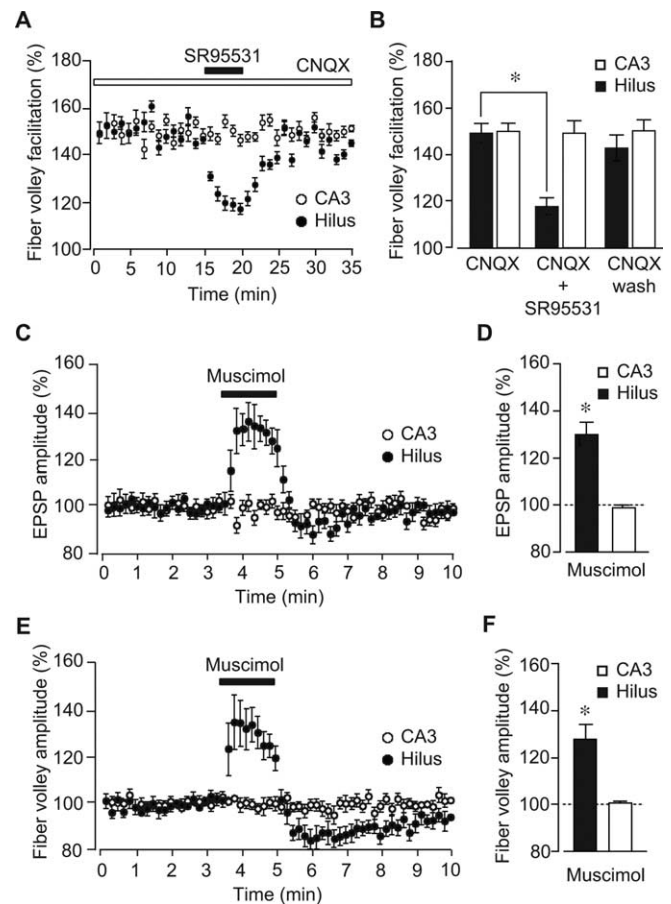 A
SR95531
CNQX
Fiber volley facilitation (%)
180
160
140
120
100
CA3
Hilus
0 5 10 15 20 25 30 35
Time (min)
B
CA3
Hilus
Fiber volley facilitation (%)
180
160
140
120
100
*
CNQX CNQX + SR95531 CNQX wash
C
Muscimol
EPSP amplitude (%)
160
140
120
100
80
CA3
Hilus
0 1 2 3 4 5 6 7 8 9 10
Time (min)
D
CA3
Hilus
EPSP amplitude (%)
160
140
120
100
80
*
Muscimol
E
Muscimol
Fiber volley amplitude (%)
160
140
120
100
80
CA3
Hilus
0 1 2 3 4 5 6 7 8 9 10
Time (min)
F
CA3
Hilus
Fiber volley amplitude (%)
160
140
120
100
80
*
Muscimol